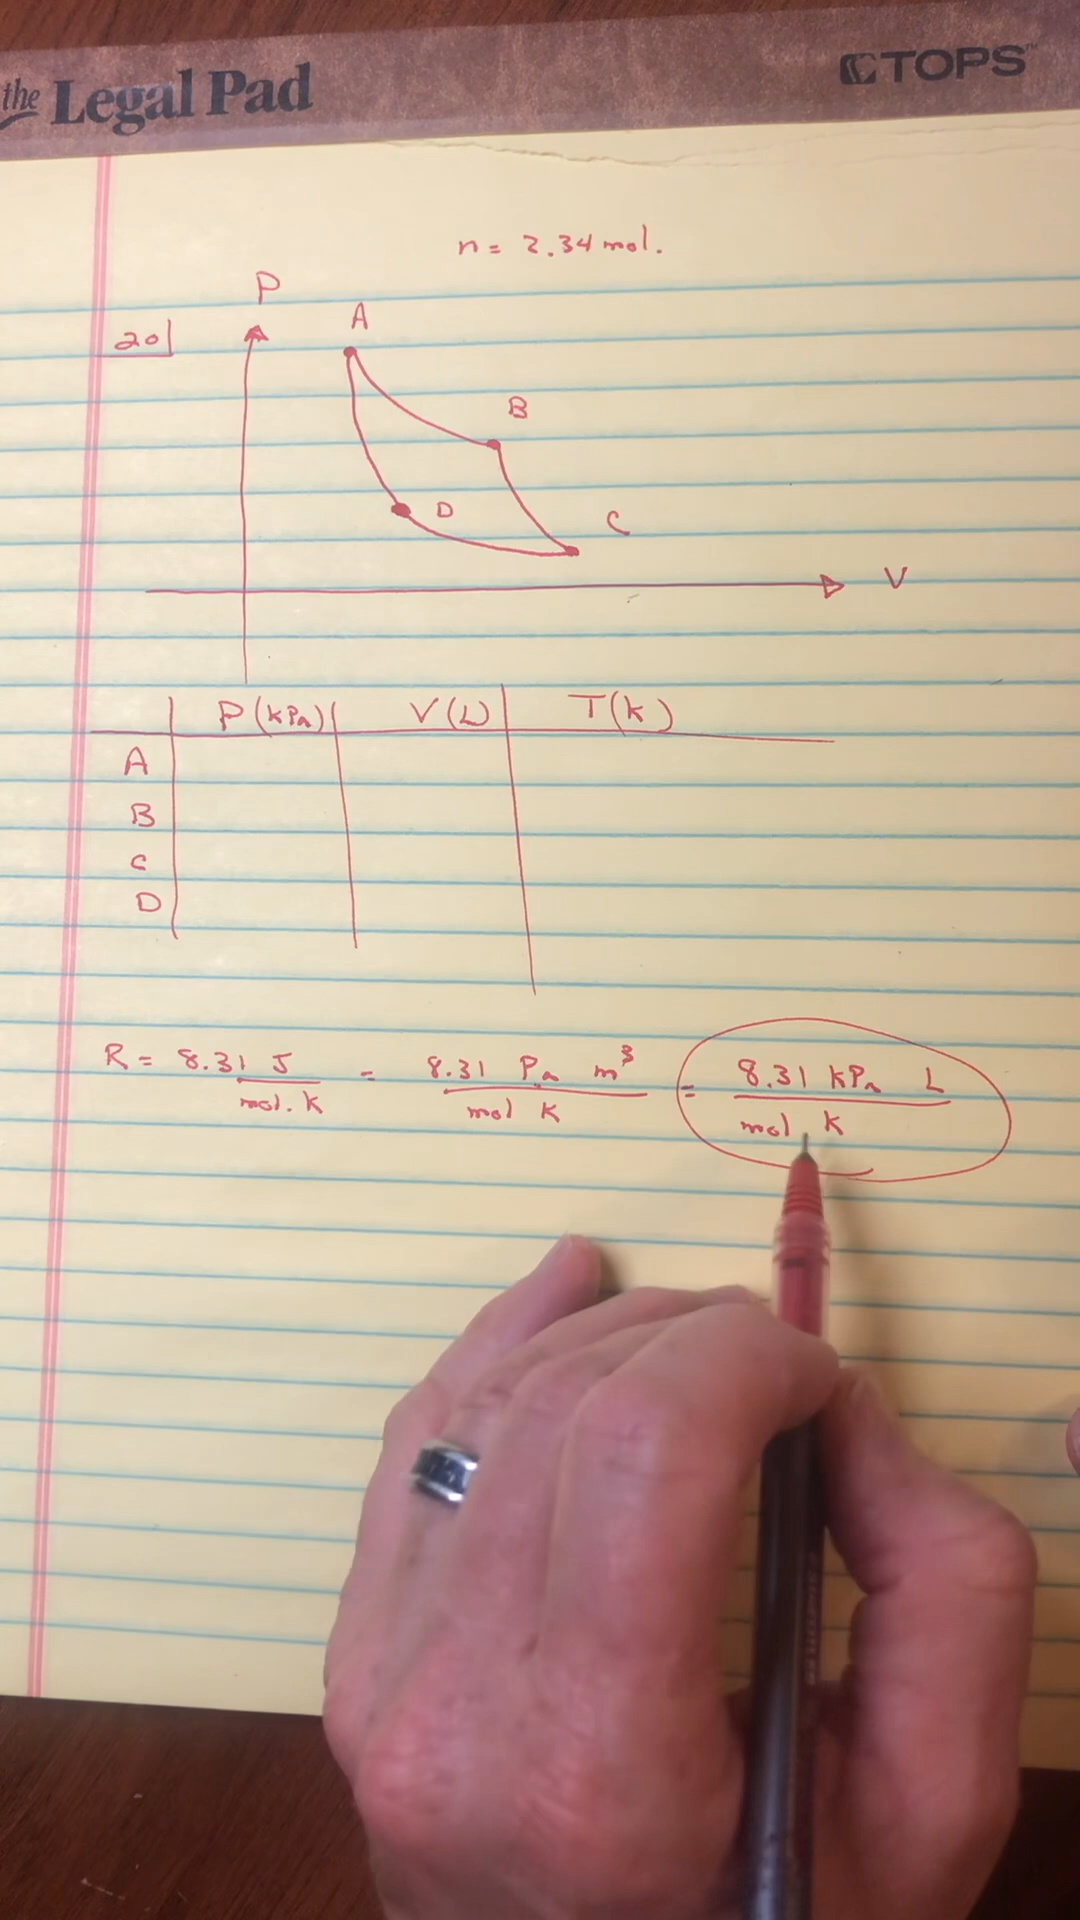 the Legal Pad
TOPS™
n = 2.34 mol.
P
A
20
B
D
C
V
P (kPa) V (L) T (K)
A
B
C
D
R = 8.31 J / mol. K = 8.31 Pa m³ / mol K = 8.31 kPa L / mol K